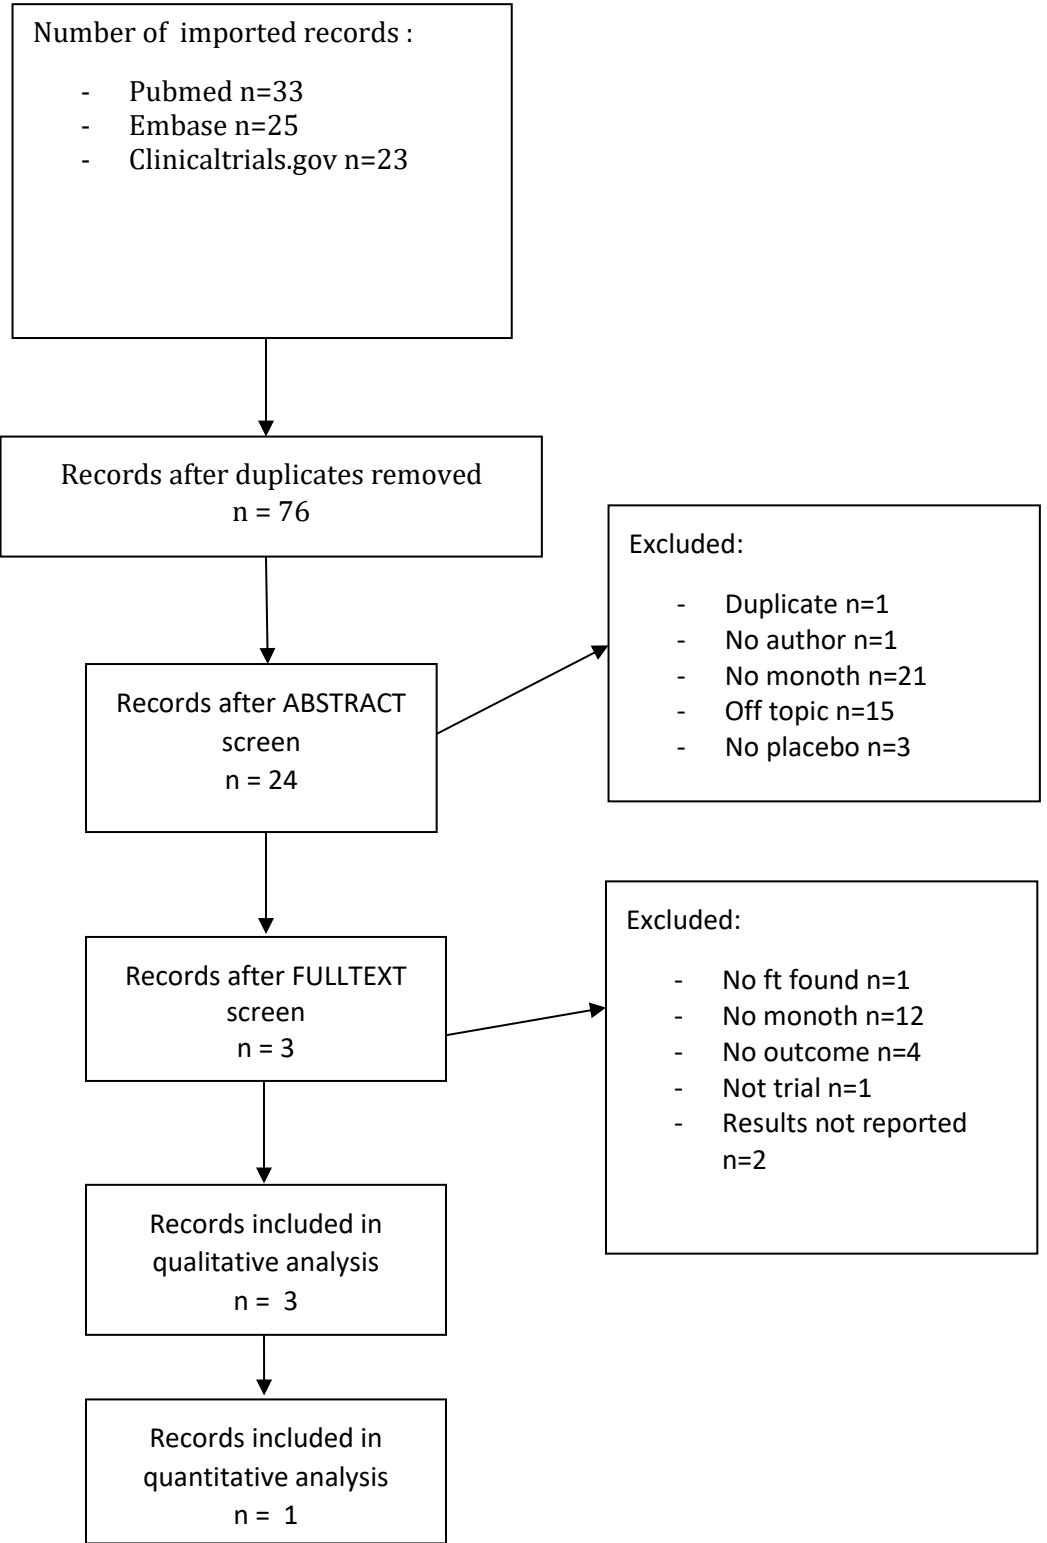 Number of imported records :
- Pubmed n=33
- Embase n=25
- Clinicaltrials.gov n=23
Records after duplicates removed
n = 76
Excluded:
- Duplicate n=1
- No author n=1
- No monoth n=21
- Off topic n=15
- No placebo n=3
Records after ABSTRACT
screen
n = 24
Excluded:
- No ft found n=1
- No monoth n=12
- No outcome n=4
- Not trial n=1
- Results not reported
n=2
Records after FULLTEXT
screen
n = 3
Records included in
qualitative analysis
n = 3
Records included in
quantitative analysis
n = 1